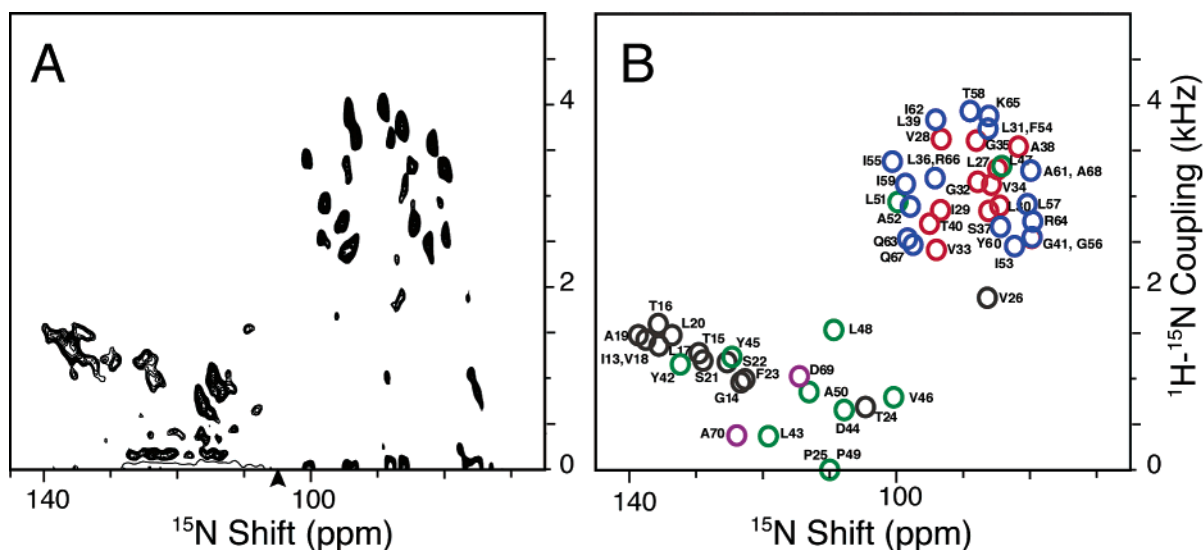 A
B
4
2
0
140
100
¹⁵N Shift (ppm)
T58
K65
I62
L39
L31,F54
V28
G35
A38
I55
L36,R66
L27
L47
A61, A68
I59
G32
V34
L51
A52
I29
L30
L57
T40
S37
R64
Q63
Y60
G41, G56
Q67
V33
I53
V26
T16
A19
L20
L48
I13,V18
L17
T15
Y45
Y42
S21
S22
F23
G14
D69
A50
V46
D44
T24
A70
L43
P25
P49
4
2
0
140
100
¹⁵N Shift (ppm)
¹H-¹⁵N Coupling (kHz)